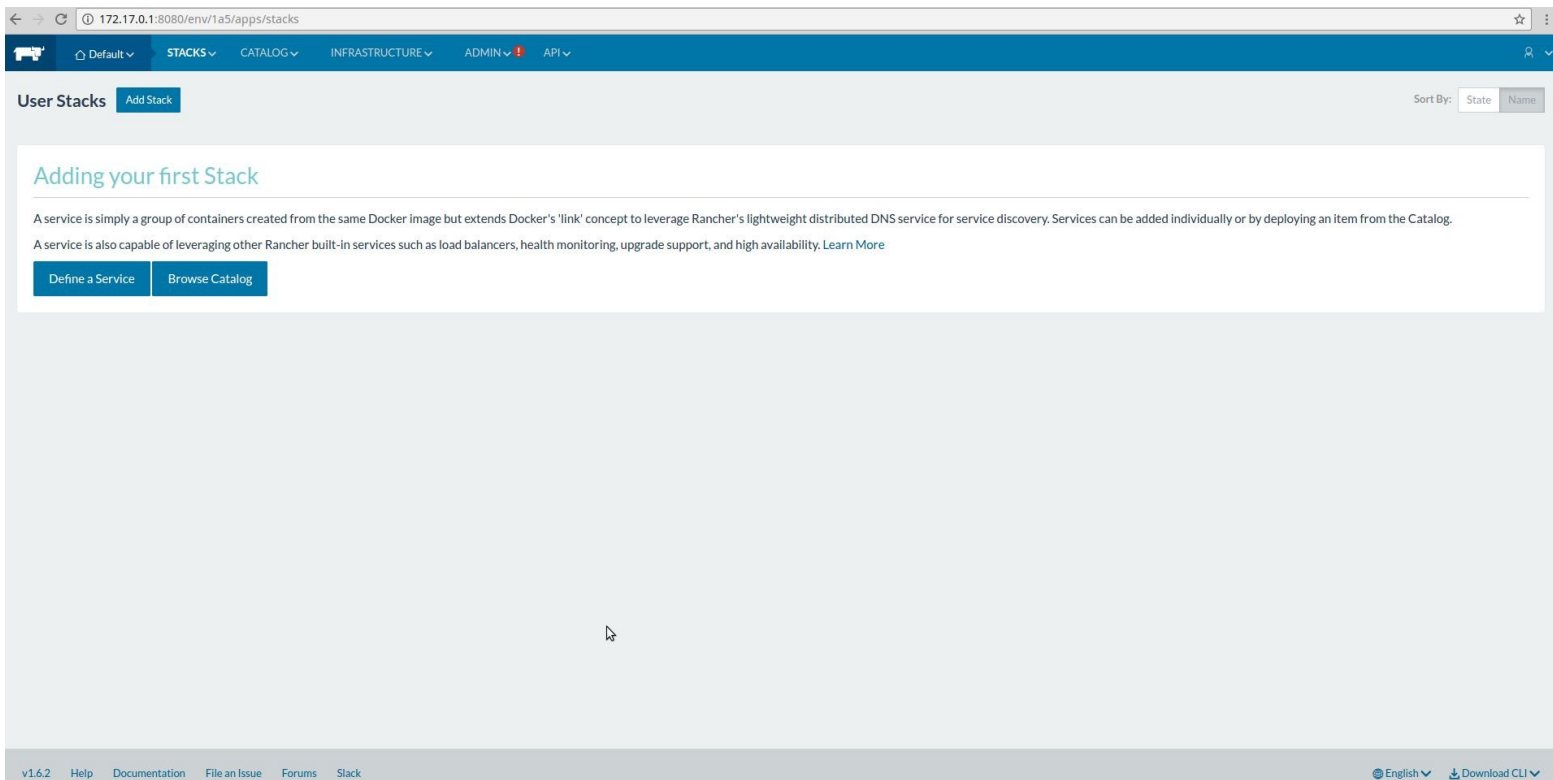 172.17.0.1:8080/env/1a5/apps/stacks
Default STACKS CATALOG INFRASTRUCTURE ADMIN ! API
User Stacks Add Stack Sort By: State Name
Adding your first Stack
A service is simply a group of containers created from the same Docker image but extends Docker's 'link' concept to leverage Rancher's lightweight distributed DNS service for service discovery. Services can be added individually or by deploying an item from the Catalog.
A service is also capable of leveraging other Rancher built-in services such as load balancers, health monitoring, upgrade support, and high availability. Learn More
Define a Service Browse Catalog
v1.6.2 Help Documentation File an Issue Forums Slack English Download CLI